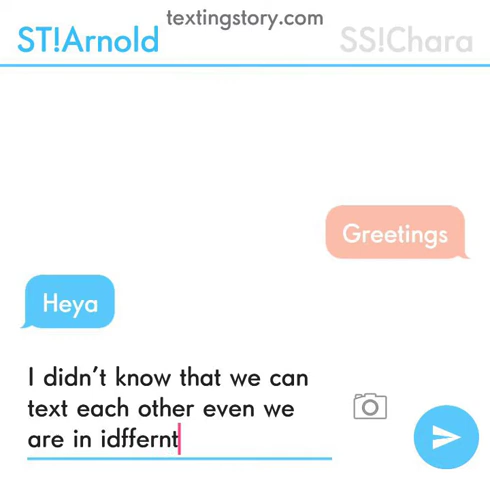 textingstory.com
ST!Arnold
SS!Chara
Greetings
Heya
I didn't know that we can
text each other even we
are in idffernt